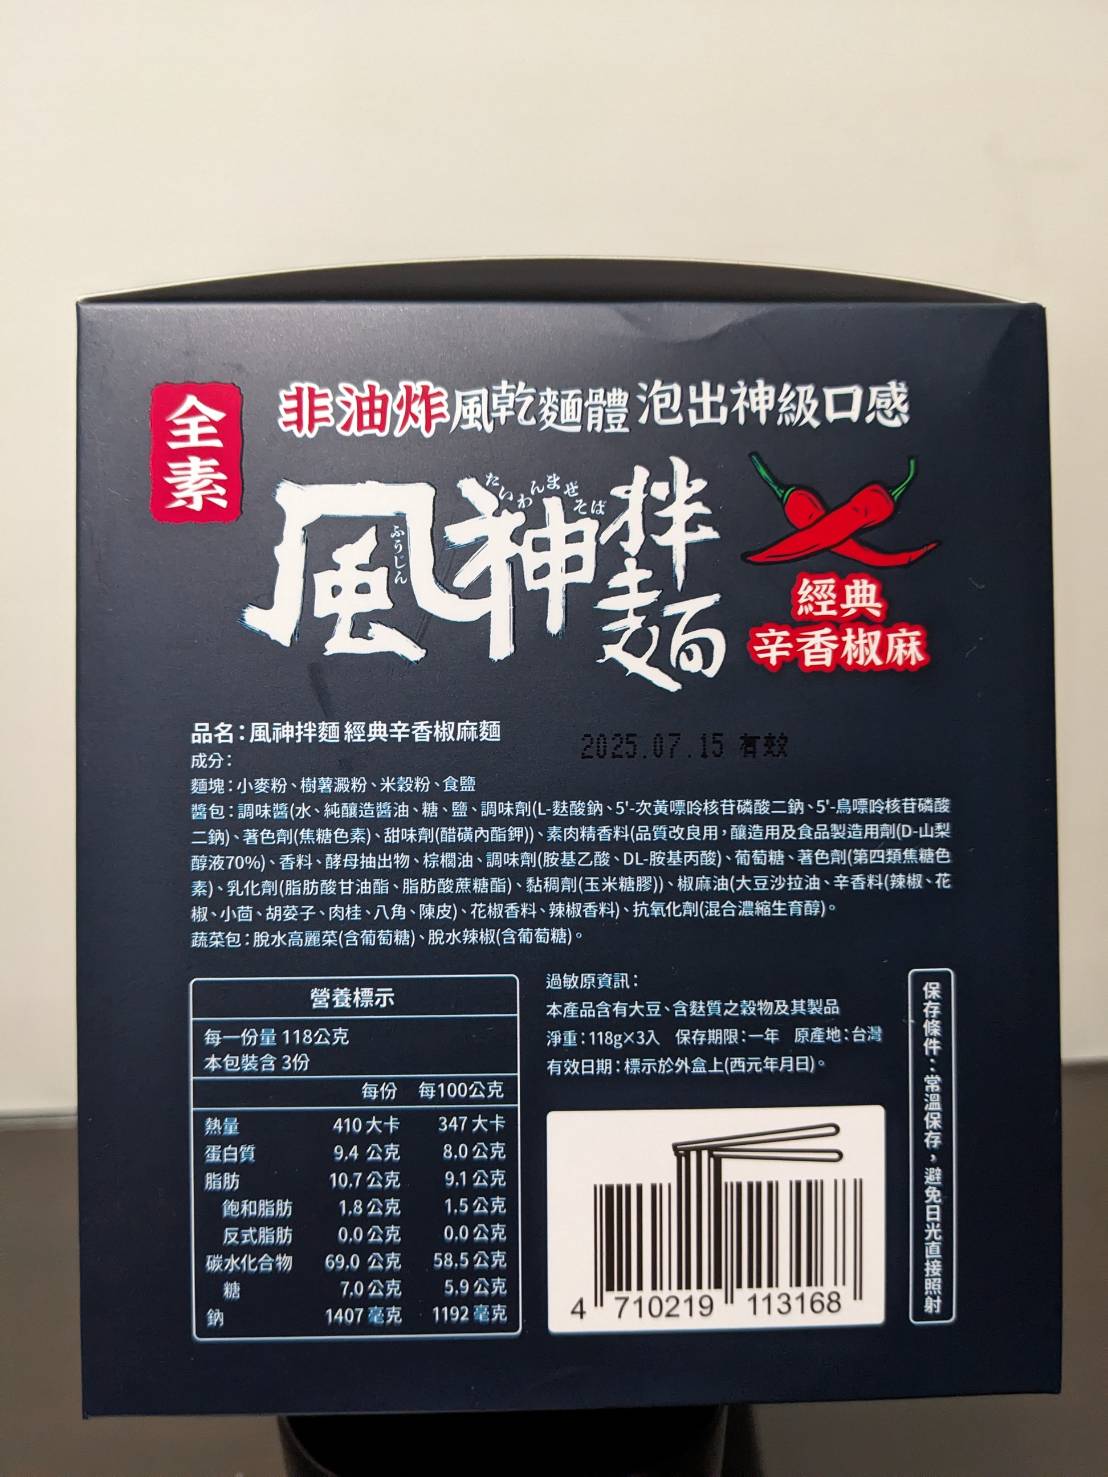 全素
非油炸風乾麵體 泡出神級口感
風神拌麵
ふうじん
たいわんまぜそば
經典
辛香椒麻
品名：風神拌麵 經典辛香椒麻麵
2025.07.15 有效
成分：
麵塊：小麥粉、樹薯澱粉、米穀粉、食鹽
醬包：調味醬(水、純釀造醬油、糖、鹽、調味劑(L-麩酸鈉、5'-次黃嘌呤核苷磷酸二鈉、5'-鳥嘌呤核苷磷酸
二鈉)、著色劑(焦糖色素)、甜味劑(醋磺內酯鉀))、素肉精香料(品質改良用，釀造用及食品製造用劑(D-山梨
醇液70%)、香料、酵母抽出物、棕櫚油、調味劑(胺基乙酸、DL-胺基丙酸)、葡萄糖、著色劑(第四類焦糖色
素)、乳化劑(脂肪酸甘油酯、脂肪酸蔗糖酯)、黏稠劑(玉米糖膠))、椒麻油(大豆沙拉油、辛香料(辣椒、花
椒、小茴、胡荽子、肉桂、八角、陳皮)、花椒香料、辣椒香料)、抗氧化劑(混合濃縮生育醇)。
蔬菜包：脫水高麗菜(含葡萄糖)、脫水辣椒(含葡萄糖)。
營養標示
每一份量 118公克
本包裝含 3份
每份 每100公克
熱量 410 大卡 347 大卡
蛋白質 9.4 公克 8.0 公克
脂肪 10.7 公克 9.1 公克
飽和脂肪 1.8 公克 1.5 公克
反式脂肪 0.0 公克 0.0 公克
碳水化合物 69.0 公克 58.5 公克
糖 7.0 公克 5.9 公克
鈉 1407 毫克 1192 毫克
過敏原資訊：
本產品含有大豆、含麩質之穀物及其製品
淨重：118g×3入 保存期限：一年 原產地：台灣
有效日期：標示於外盒上(西元年月日)。
4 710219 113168
保存條件：常溫保存，避免日光直接照射